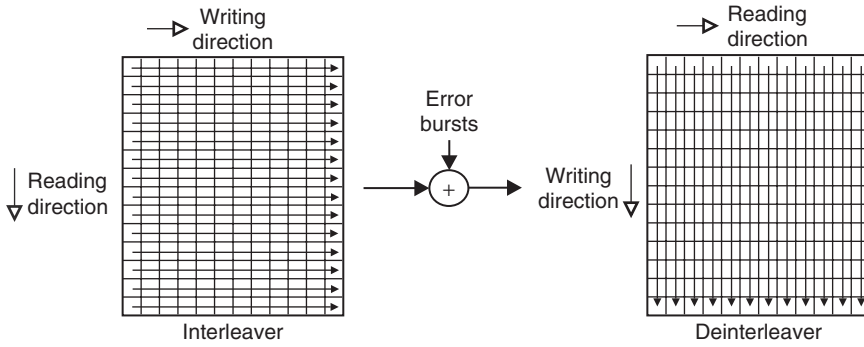 Writing
direction
Reading
direction
Interleaver
Error
bursts
+
Reading
direction
Writing
direction
Deinterleaver